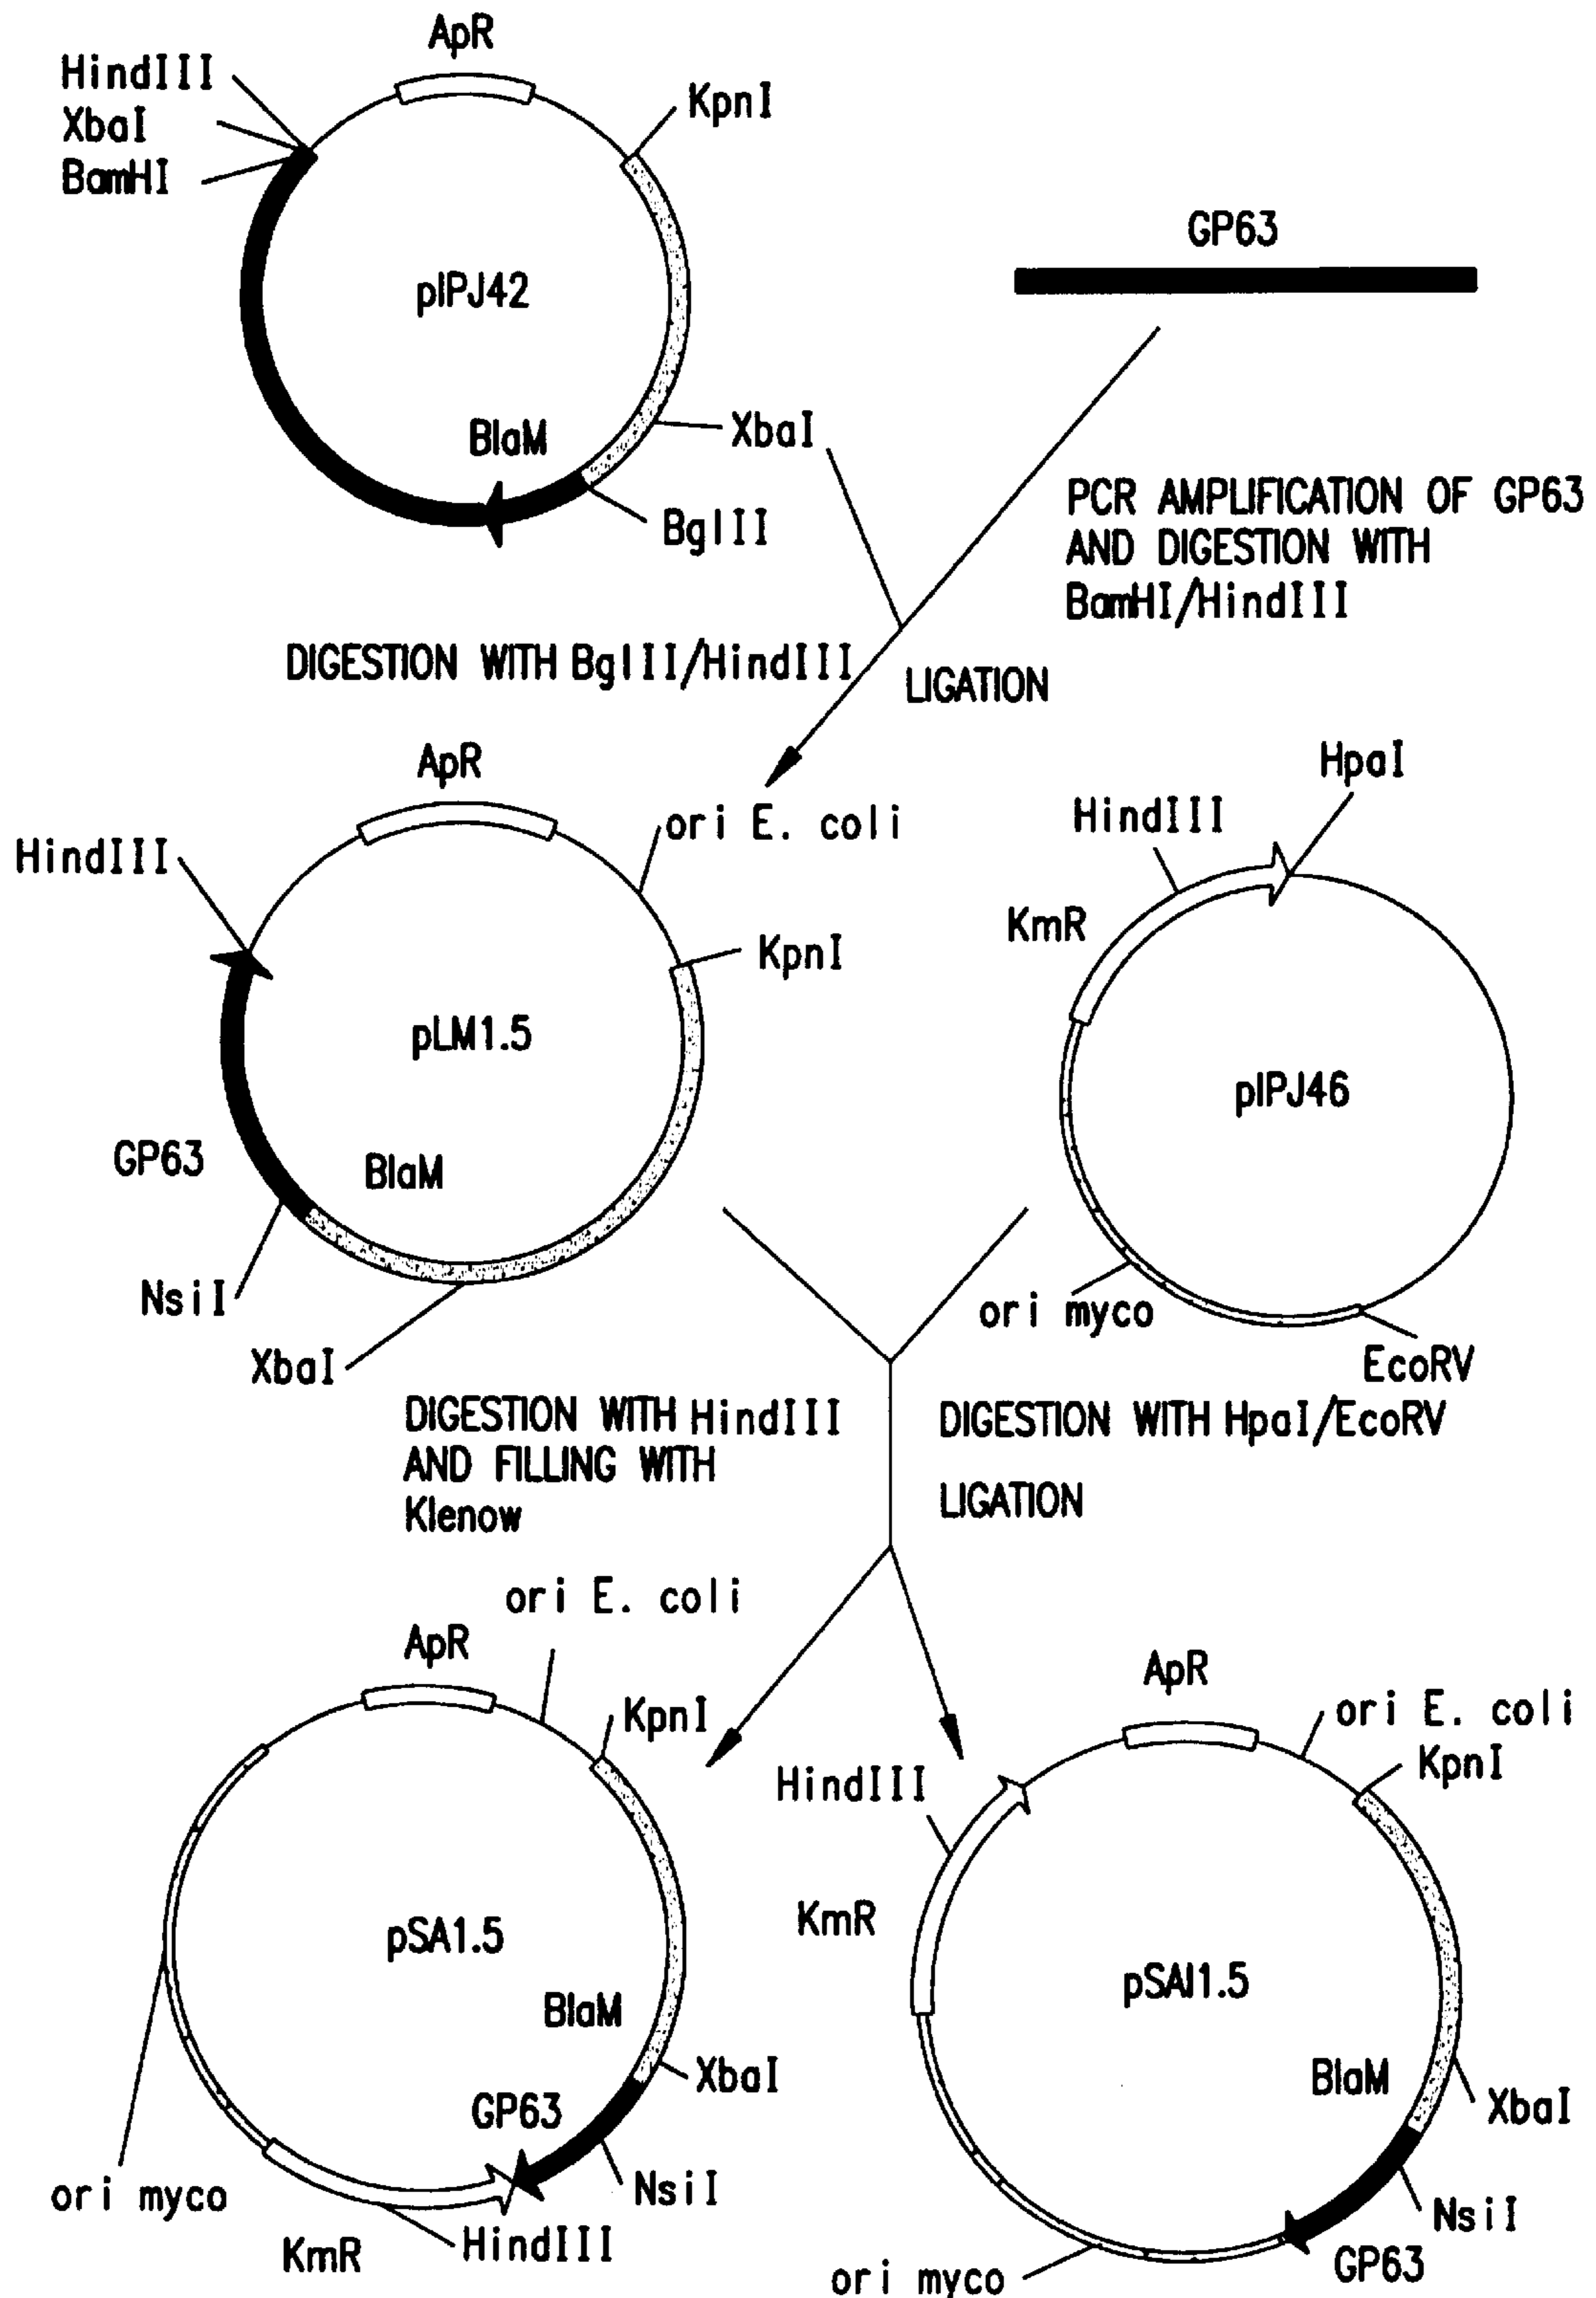 ApR
HindIII
XbaI
BamHI
KpnI
pIPJ42
GP63
BlaM
XbaI
BglII
PCR AMPLIFICATION OF GP63
AND DIGESTION WITH
BamHI/HindIII
DIGESTION WITH BglII/HindIII
LIGATION
ApR
ori E. coli
HindIII
KpnI
pLM1.5
GP63
BlaM
NsiI
XbaI
HpaI
HindIII
KmR
pIPJ46
ori myco
EcoRV
DIGESTION WITH HindIII
AND FILLING WITH
Klenow
DIGESTION WITH HpaI/EcoRV
LIGATION
ori E. coli
ApR
KpnI
pSA1.5
BlaM
XbaI
GP63
NsiI
ori myco
KmR
HindIII
ApR
ori E. coli
KpnI
HindIII
KmR
pSAI1.5
BlaM
XbaI
NsiI
GP63
ori myco